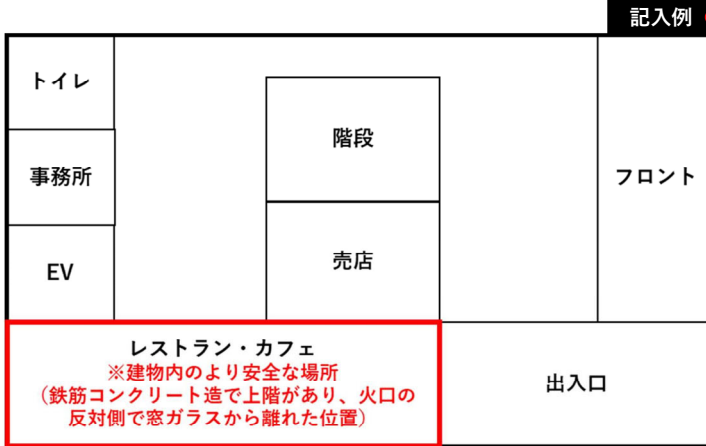 記入例
トイレ
階段
事務所
フロント
売店
EV
レストラン・カフェ
※建物内のより安全な場所
（鉄筋コンクリート造で上階があり、火口の
反対側で窓ガラスから離れた位置）
出入口